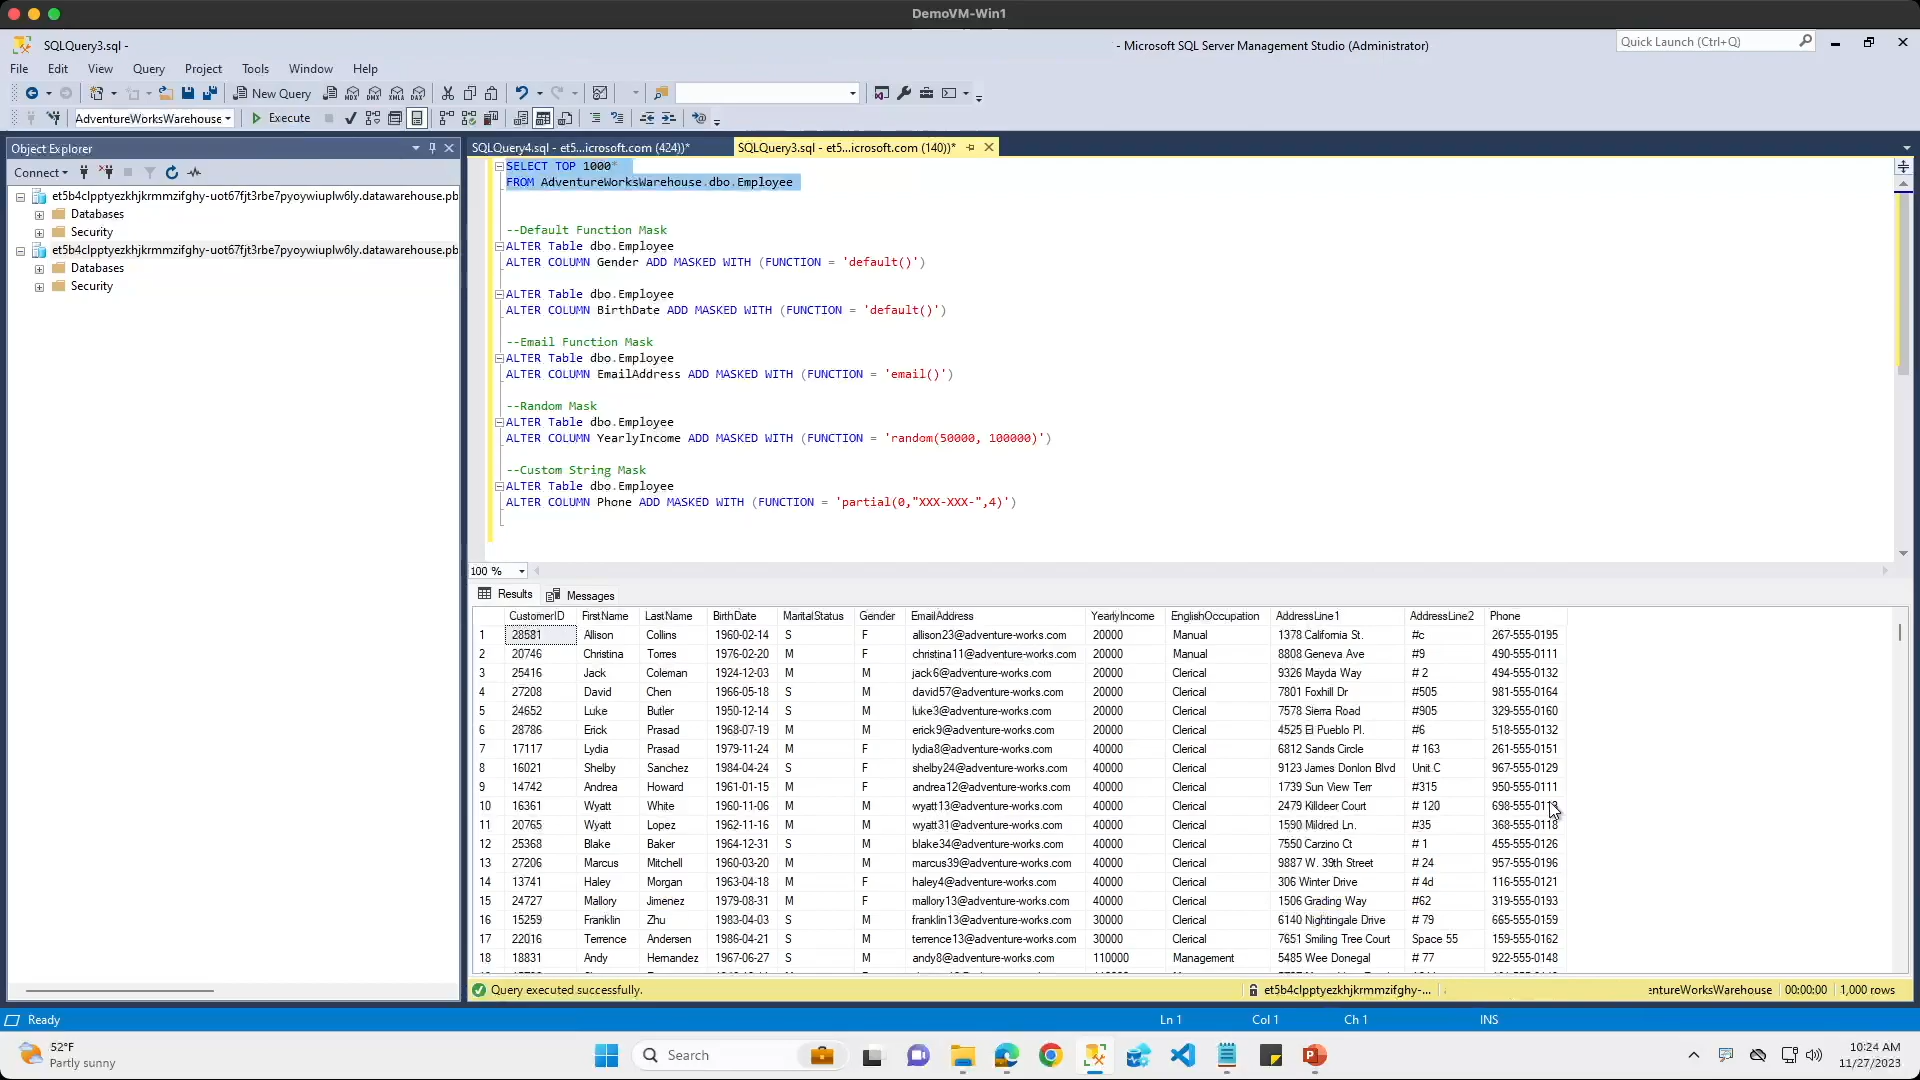 DemoVM-Win1
SQLQuery3.sql -
- Microsoft SQL Server Management Studio (Administrator)
Quick Launch (Ctrl+Q)
File Edit View Query Project Tools Window Help
New Query
AdventureWorksWarehouse
Execute
Object Explorer
Connect
et5b4clpptyezkhjkrmmzifghy-uot67fjt3rbe7pyoywiuplw6ly.datawarehouse.pb
Databases
Security
et5b4clpptyezkhjkrmmzifghy-uot67fjt3rbe7pyoywiuplw6ly.datawarehouse.pb
Databases
Security
SQLQuery4.sql - et5...icrosoft.com (424))*
SQLQuery3.sql - et5...icrosoft.com (140))*
SELECT TOP 1000*
FROM AdventureWorksWarehouse.dbo.Employee
--Default Function Mask
ALTER Table dbo.Employee
ALTER COLUMN Gender ADD MASKED WITH (FUNCTION = 'default()')
ALTER Table dbo.Employee
ALTER COLUMN BirthDate ADD MASKED WITH (FUNCTION = 'default()')
--Email Function Mask
ALTER Table dbo.Employee
ALTER COLUMN EmailAddress ADD MASKED WITH (FUNCTION = 'email()')
--Random Mask
ALTER Table dbo.Employee
ALTER COLUMN YearlyIncome ADD MASKED WITH (FUNCTION = 'random(50000, 100000)')
--Custom String Mask
ALTER Table dbo.Employee
ALTER COLUMN Phone ADD MASKED WITH (FUNCTION = 'partial(0,"XXX-XXX-",4)')
100 %
Results Messages
CustomerID FirstName LastName BirthDate MaritalStatus Gender EmailAddress YearlyIncome EnglishOccupation AddressLine1 AddressLine2 Phone
1 28581 Allison Collins 1960-02-14 S F allison23@adventure-works.com 20000 Manual 1378 California St. #c 267-555-0195
2 20746 Christina Torres 1976-02-20 M F christina11@adventure-works.com 20000 Manual 8808 Geneva Ave #9 490-555-0111
3 25416 Jack Coleman 1924-12-03 M M jack6@adventure-works.com 20000 Clerical 9326 Mayda Way # 2 494-555-0132
4 27208 David Chen 1966-05-18 S M david57@adventure-works.com 20000 Clerical 7801 Foxhill Dr #505 981-555-0164
5 24652 Luke Butler 1950-12-14 S M luke3@adventure-works.com 20000 Clerical 7578 Sierra Road #905 329-555-0160
6 28786 Erick Prasad 1968-07-19 M M erick9@adventure-works.com 20000 Clerical 4525 El Pueblo Pl. #6 518-555-0132
7 17117 Lydia Prasad 1979-11-24 M F lydia8@adventure-works.com 40000 Clerical 6812 Sands Circle # 163 261-555-0151
8 16021 Shelby Sanchez 1984-04-24 S F shelby24@adventure-works.com 40000 Clerical 9123 James Donlon Blvd Unit C 967-555-0129
9 14742 Andrea Howard 1961-01-15 M F andrea12@adventure-works.com 40000 Clerical 1739 Sun View Terr #315 950-555-0111
10 16361 Wyatt White 1960-11-06 M M wyatt13@adventure-works.com 40000 Clerical 2479 Killdeer Court # 120
11 20765 Wyatt Lopez 1962-11-16 M M wyatt31@adventure-works.com 40000 Clerical 1590 Mildred Ln. #35 368-555-0118
12 25368 Blake Baker 1964-12-31 S M blake34@adventure-works.com 40000 Clerical 7550 Carzino Ct # 1 455-555-0126
13 27206 Marcus Mitchell 1960-03-20 M M marcus39@adventure-works.com 40000 Clerical 9887 W. 39th Street # 24 957-555-0196
14 13741 Haley Morgan 1963-04-18 M F haley4@adventure-works.com 40000 Clerical 306 Winter Drive # 4d 116-555-0121
15 24727 Mallory Jimenez 1979-08-31 M F mallory13@adventure-works.com 40000 Clerical 1506 Grading Way #62 319-555-0193
16 15259 Franklin Zhu 1983-04-03 S M franklin13@adventure-works.com 30000 Clerical 6140 Nightingale Drive # 79 665-555-0159
17 22016 Terrence Andersen 1986-04-21 S M terrence13@adventure-works.com 30000 Clerical 7651 Smiling Tree Court Space 55 159-555-0162
18 18831 Andy Hernandez 1967-06-27 S M andy8@adventure-works.com 110000 Management 5485 Wee Donegal # 77 922-555-0148
Query executed successfully.
et5b4clpptyezkhjkrmmzifghy-...
entureWorksWarehouse 00:00:00 1,000 rows
Ready Ln 1 Col 1 Ch 1 INS
52°F
Partly sunny
Search
10:24 AM
11/27/2023